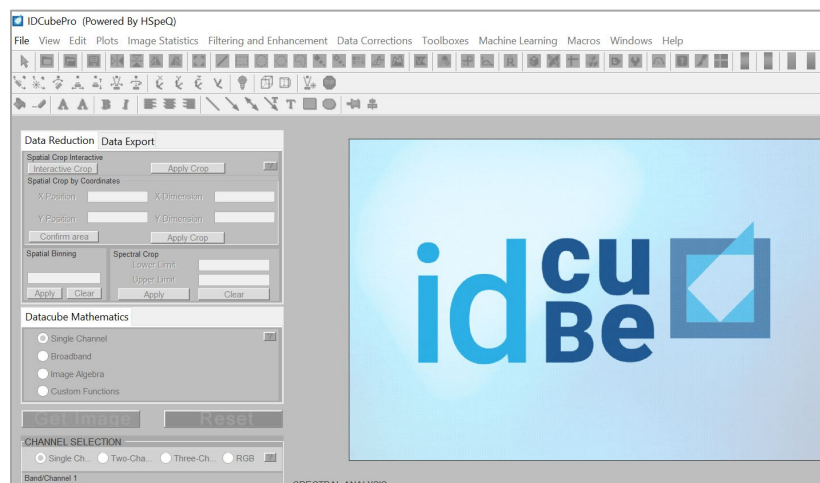 IDCubePro (Powered By HSpeQ)
File View Edit Plots Image Statistics Filtering and Enhancement Data Corrections Toolboxes Machine Learning Macros Windows Help
Data Reduction Data Export
Spatial Crop Interactive
Interactive Crop Apply Crop
Spatial Crop by Coordinates
X Position X Dimension
Y Position Y Dimension
Confirm area Apply Crop
Spatial Binning Spectral Crop
Lower Limit
Upper Limit
Apply Clear Apply Clear
Datacube Mathematics
Single Channel
Broadband
Image Algebra
Custom Functions
Get Image Reset
CHANNEL SELECTION
Single Ch... Two-Cha... Three-Ch... RGB
Band/Channel 1
id cu Be
SPECTRAL ANALYSIS